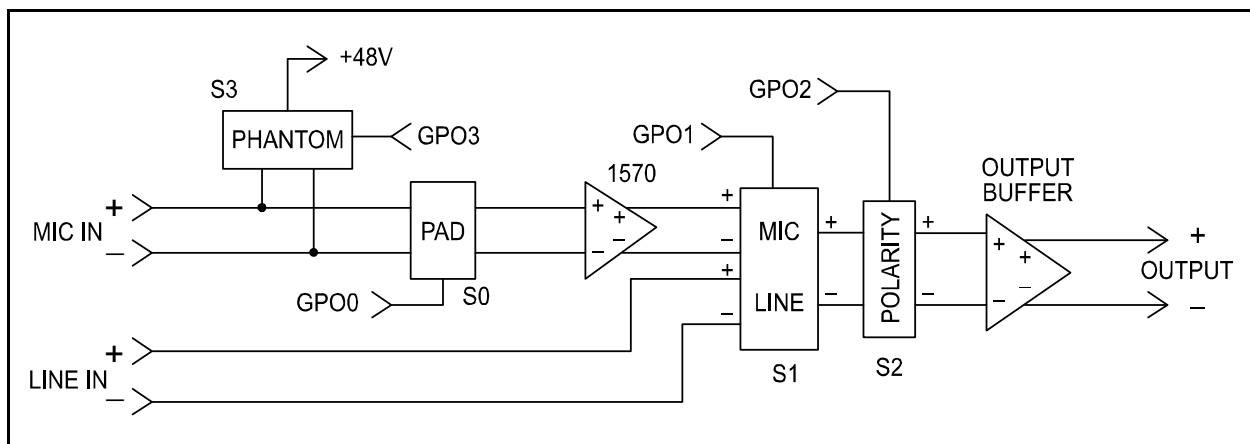 +48V
S3
GPO2
PHANTOM
GPO3
GPO1
1570
OUTPUT
BUFFER
+
MIC IN
−
PAD
GPO0
S0
+
−
+
−
+
−
+
−
MIC
LINE
S1
+
−
POLARITY
S2
+
−
+
−
+
−
+
OUTPUT
−
+
LINE IN
−